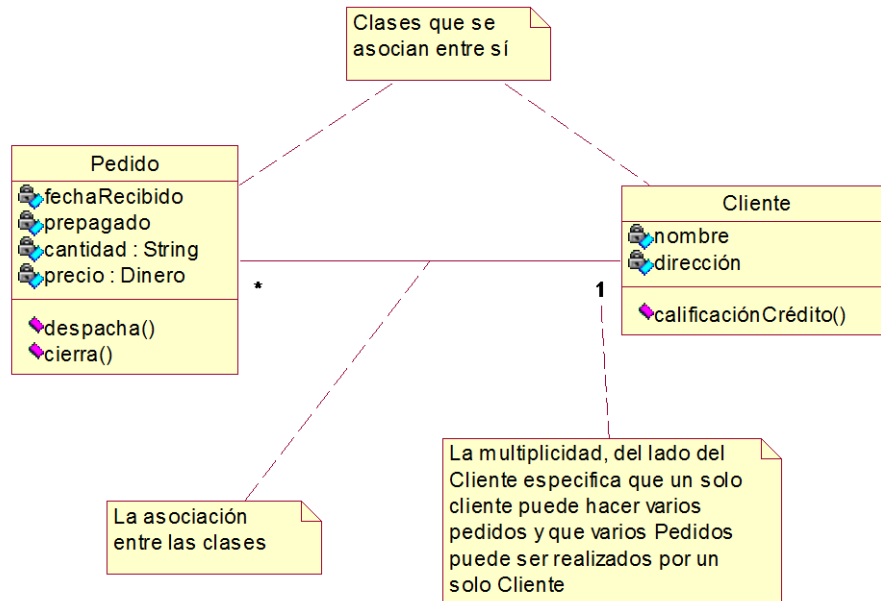 Clases que se
asocian entre sí
Pedido
fechaRecibido
prepagado
cantidad : String
precio : Dinero
despacha()
cierra()
Cliente
nombre
dirección
calificaciónCrédito()
*
1
La asociación
entre las clases
La multiplicidad, del lado del
Cliente especifica que un solo
cliente puede hacer varios
pedidos y que varios Pedidos
puede ser realizados por un
solo Cliente